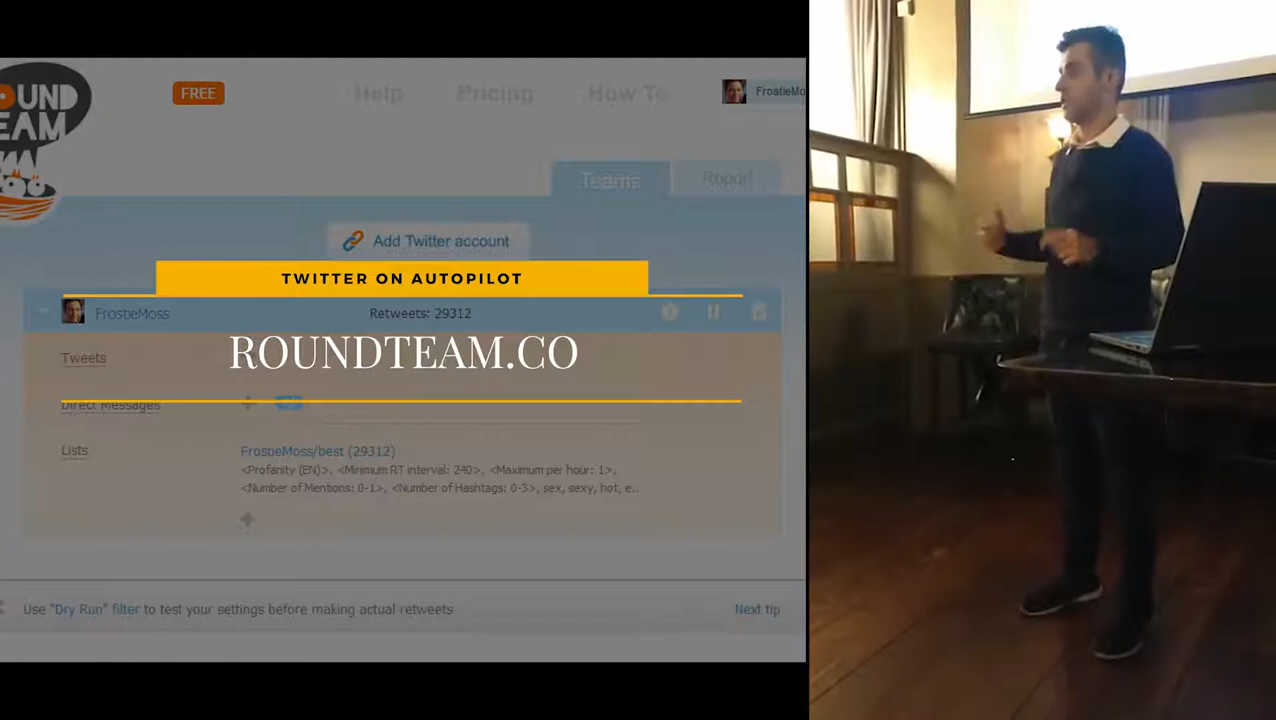 OUND
TEAM
FREE
Help
Pricing
How To
FrostieMo
Teams
Report
Add Twitter account
TWITTER ON AUTOPILOT
FrostieMoss
Retweets: 29312
ROUNDTEAM.CO
Tweets
Direct Messages
Lists
FrostieMoss/best (29312)
<Profanity (EN)>, <Minimum RT interval: 240>, <Maximum per hour: 1>,
<Number of Mentions: 0-1>, <Number of Hashtags: 0-3>, sex, sexy, hot, e..
Use "Dry Run" filter to test your settings before making actual retweets
Next tip